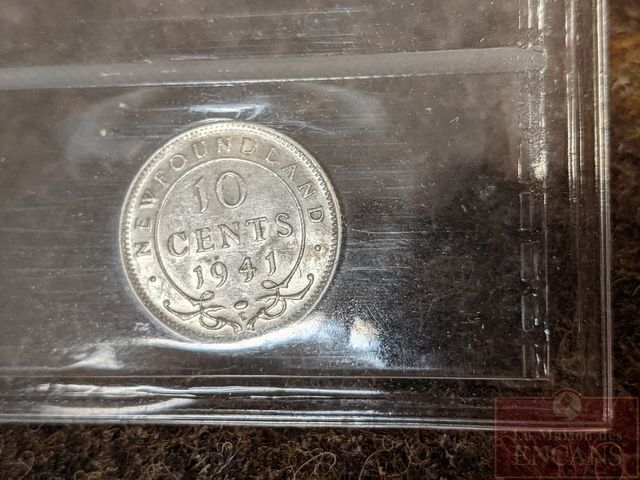 NEWFOUNDLAND
10
CENTS
1941
C
La Maison des
ENCANS